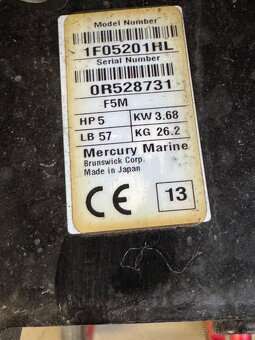 Model Number
1F05201HL
Serial Number
0R528731
F5M
HP 5 KW 3.68
LB 57 KG 26.2
Mercury Marine
Brunswick Corp.
Made in Japan
CE 13